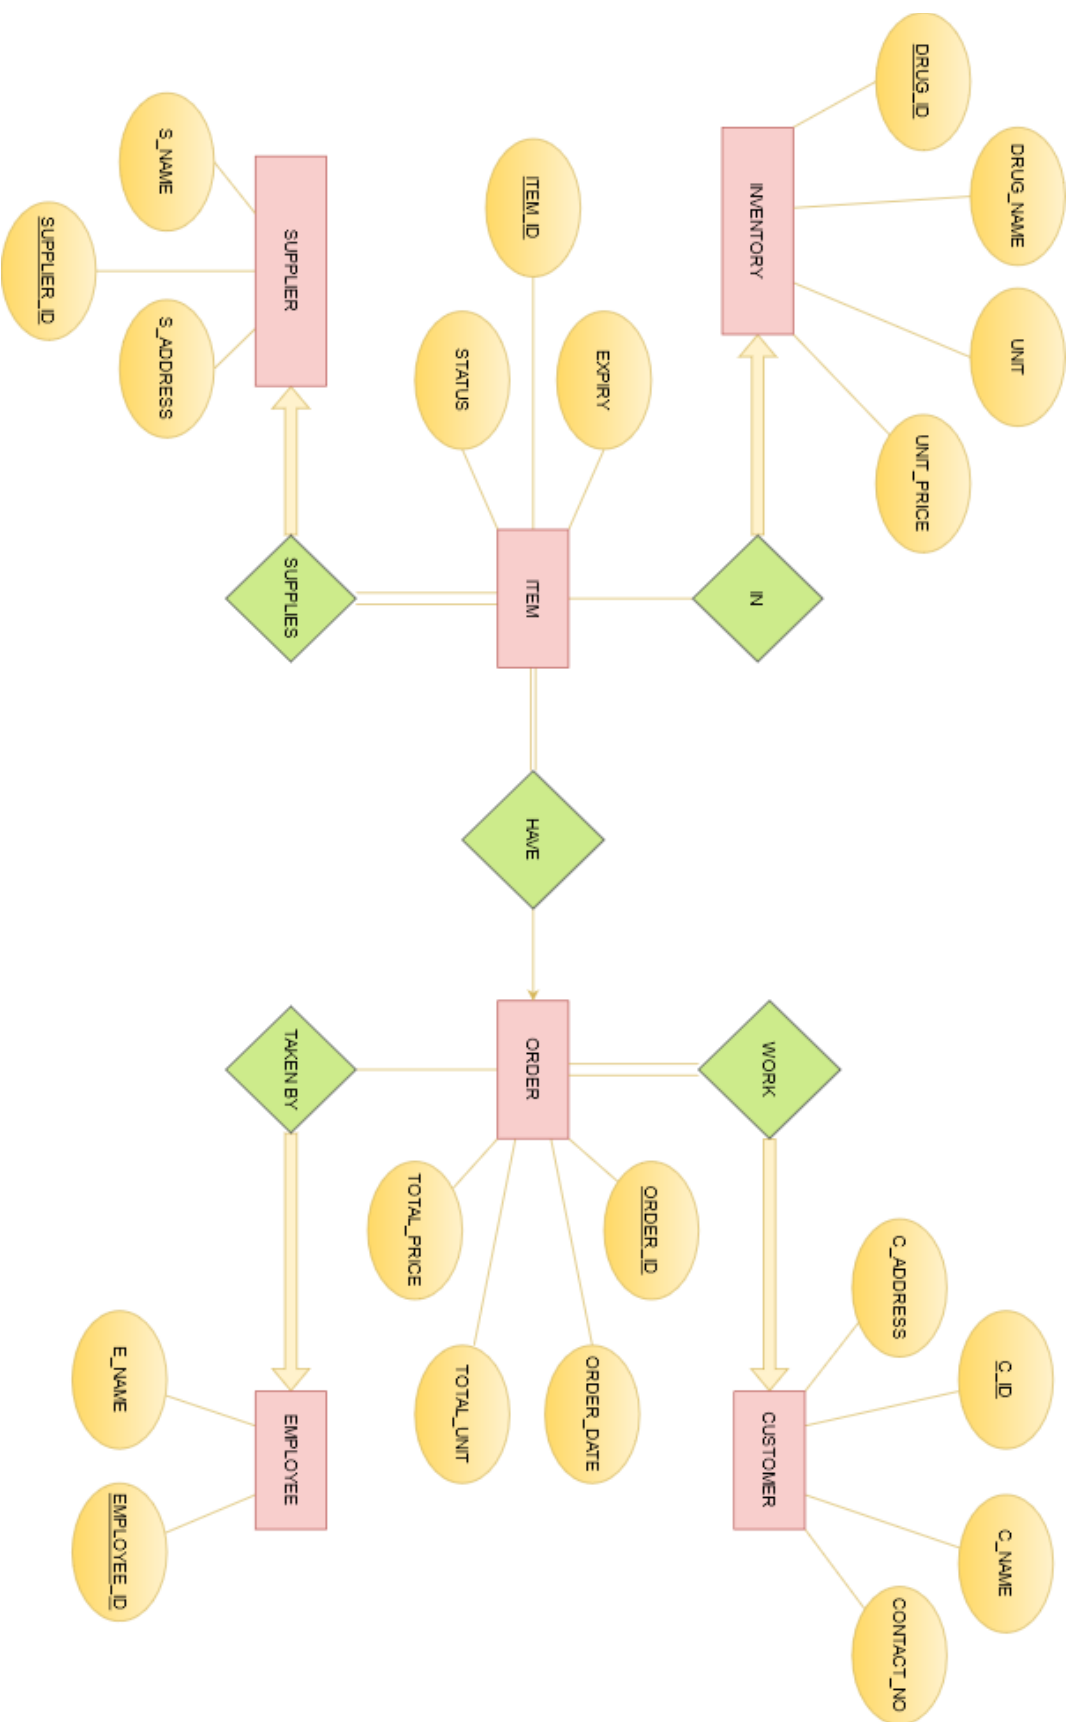 DRUG_ID
DRUG_NAME
UNIT
UNIT_PRICE
INVENTORY
IN
ITEM_ID
EXPIRY
STATUS
ITEM
S_NAME
SUPPLIER_ID
S_ADDRESS
SUPPLIER
SUPPLIES
HAVE
WORK
ORDER
TAKEN BY
ORDER_ID
ORDER_DATE
TOTAL_UNIT
TOTAL_PRICE
C_ADDRESS
C_ID
C_NAME
CONTACT_NO
CUSTOMER
EMPLOYEE
E_NAME
EMPLOYEE_ID